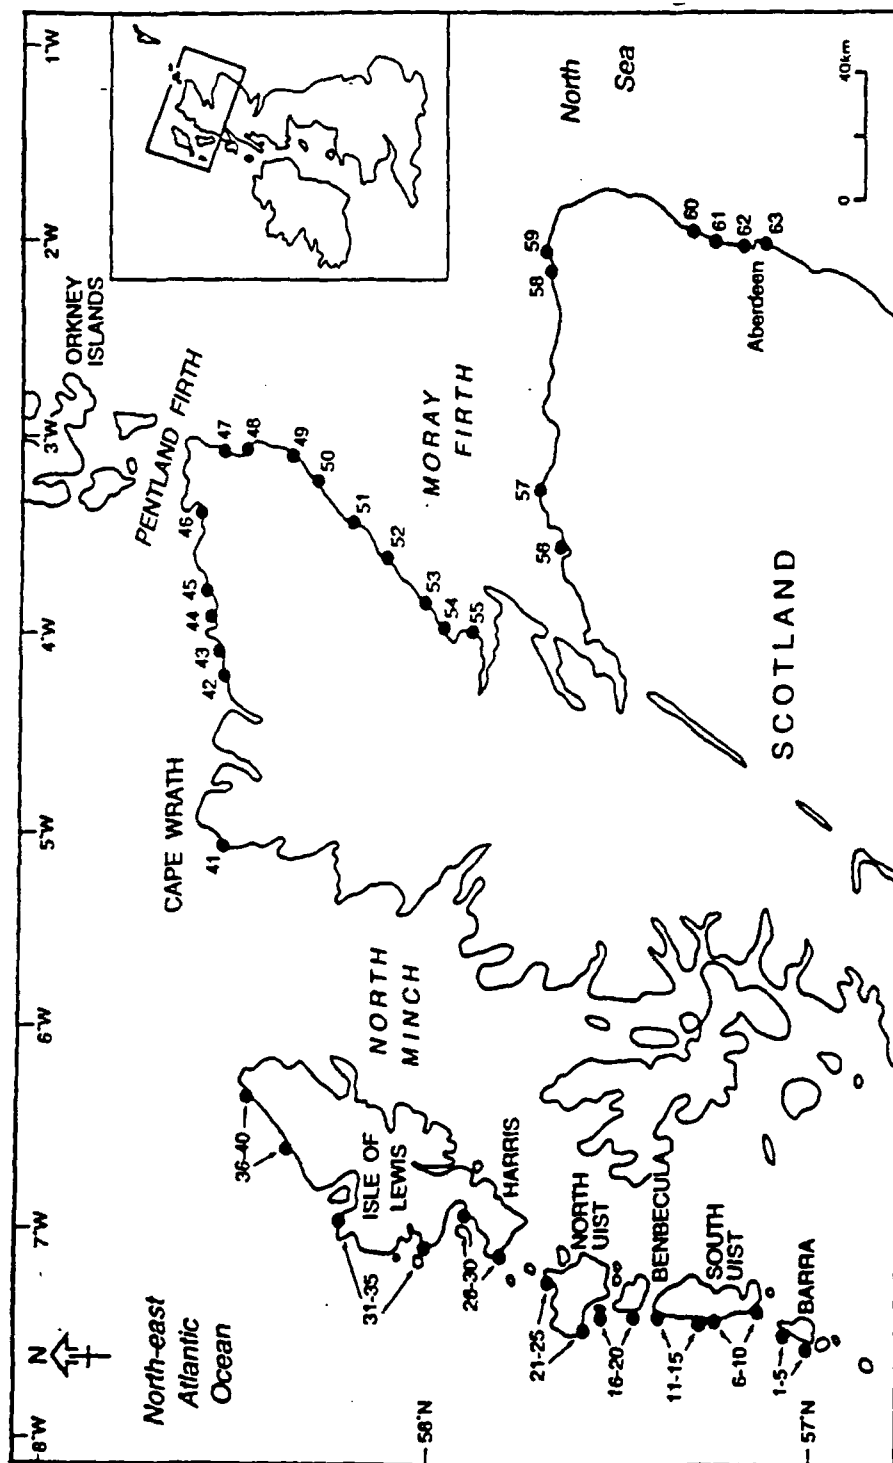 8°W
7°W
6°W
5°W
4°W
3°W
2°W
1°W
N
North-east
Atlantic
Ocean
ORKNEY
ISLANDS
PENTLAND FIRTH
CAPE WRATH
36-40
41
42
43
44
45
46
47
48
49
50
51
52
53
54
55
56
57
58
59
60
61
62
63
Aberdeen
North
Sea
MORAY
FIRTH
NORTH
MINCH
ISLE OF
LEWIS
31-35
58°N
HARRIS
26-30
NORTH
UIST
21-25
16-20
BENBECULA
11-15
SOUTH
UIST
6-10
1-5
BARRA
57°N
SCOTLAND
0
40km